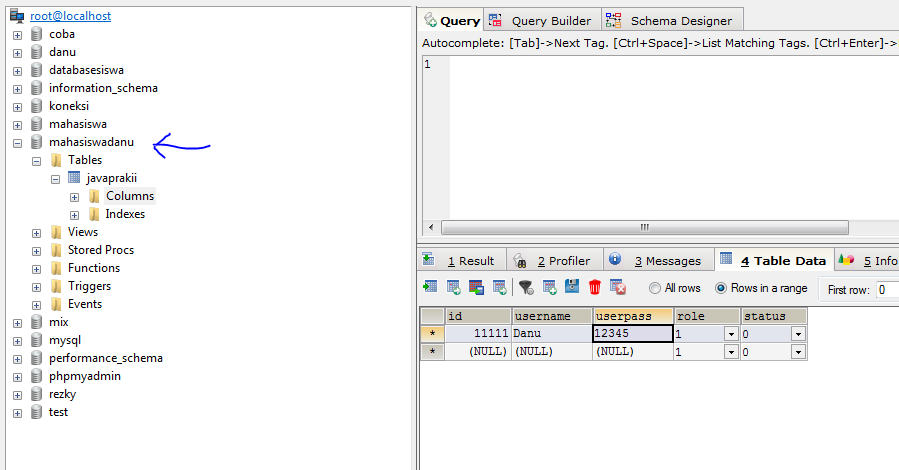 root@localhost
coba
danu
databasesiswa
information_schema
koneksi
mahasiswa
mahasiswadanu
Tables
javaprakii
Columns
Indexes
Views
Stored Procs
Functions
Triggers
Events
mix
mysql
performance_schema
phpmyadmin
rezky
test
Query Query Builder Schema Designer
Autocomplete: [Tab]->Next Tag. [Ctrl+Space]->List Matching Tags. [Ctrl+Enter]->
1
1 Result 2 Profiler 3 Messages 4 Table Data 5 Info
All rows Rows in a range First row: 0
id username userpass role status
* 11111 Danu 12345 1 0
* (NULL) (NULL) (NULL) 1 0